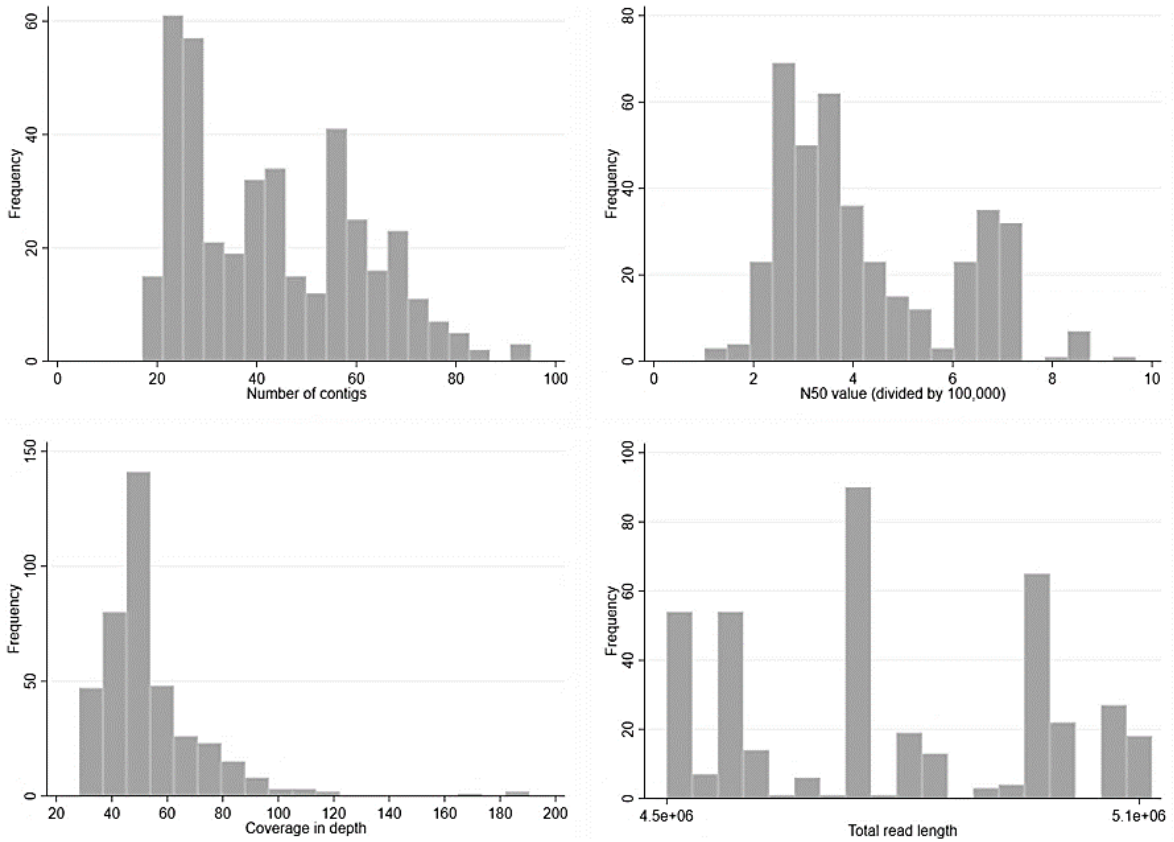 60
40
20
0
Frequency
0 20 40 60 80 100
Number of contigs
80
60
40
20
0
Frequency
0 2 4 6 8 10
N50 value (divided by 100,000)
150
100
50
0
Frequency
20 40 60 80 100 120 140 160 180 200
Coverage in depth
100
80
60
40
20
0
Frequency
4.5e+06 5.1e+06
Total read length